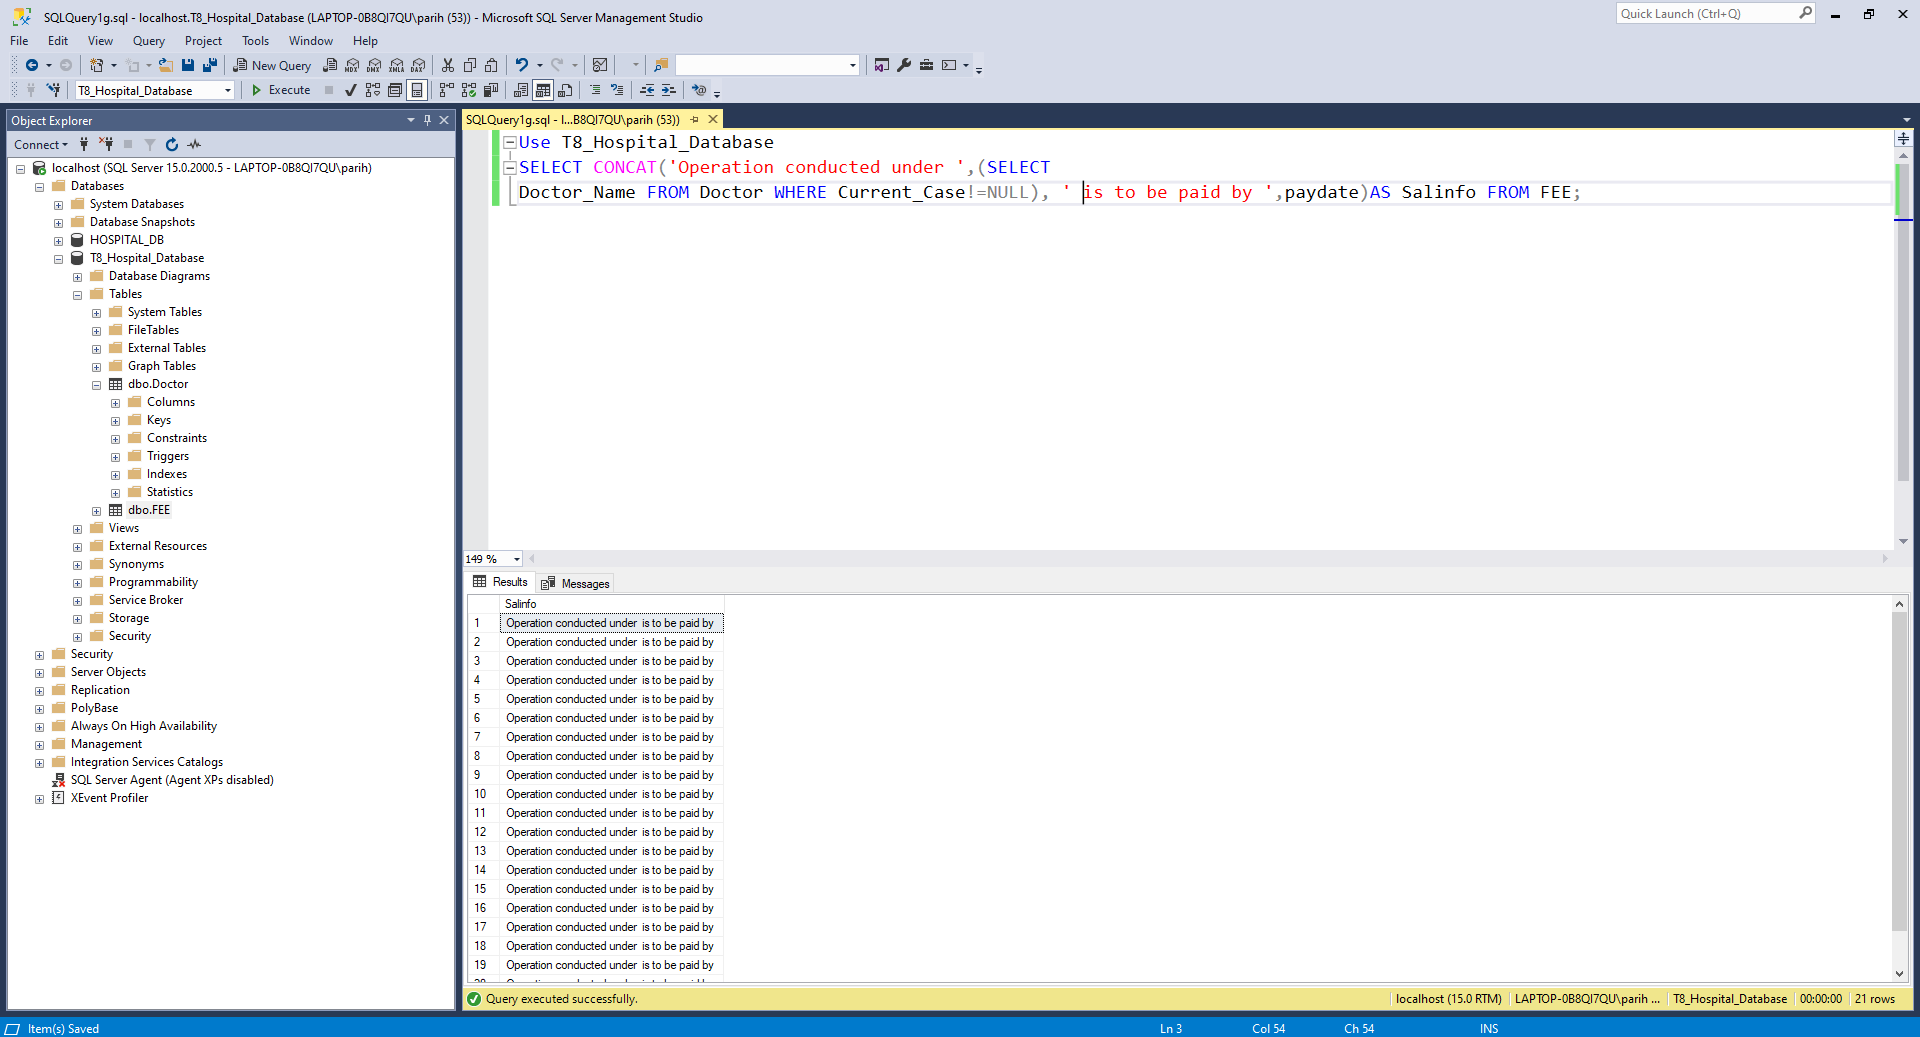 SQLQuery1g.sql - localhost.T8_Hospital_Database (LAPTOP-0B8QI7QU\parih (53)) - Microsoft SQL Server Management Studio
Quick Launch (Ctrl+Q)
File Edit View Query Project Tools Window Help
New Query
MDX DMX XMLA DAX
T8_Hospital_Database
Execute
Object Explorer
SQLQuery1g.sql - l...B8QI7QU\parih (53))
Connect
localhost (SQL Server 15.0.2000.5 - LAPTOP-0B8QI7QU\parih)
Databases
System Databases
Database Snapshots
HOSPITAL_DB
T8_Hospital_Database
Database Diagrams
Tables
System Tables
FileTables
External Tables
Graph Tables
dbo.Doctor
Columns
Keys
Constraints
Triggers
Indexes
Statistics
dbo.FEE
Views
External Resources
Synonyms
Programmability
Service Broker
Storage
Security
Security
Server Objects
Replication
PolyBase
Always On High Availability
Management
Integration Services Catalogs
SQL Server Agent (Agent XPs disabled)
XEvent Profiler
Use T8_Hospital_Database
SELECT CONCAT('Operation conducted under ',(SELECT
Doctor_Name FROM Doctor WHERE Current_Case!=NULL), ' is to be paid by ',paydate)AS Salinfo FROM FEE;
149 %
Results Messages
Salinfo
1 Operation conducted under  is to be paid by
2 Operation conducted under  is to be paid by
3 Operation conducted under  is to be paid by
4 Operation conducted under  is to be paid by
5 Operation conducted under  is to be paid by
6 Operation conducted under  is to be paid by
7 Operation conducted under  is to be paid by
8 Operation conducted under  is to be paid by
9 Operation conducted under  is to be paid by
10 Operation conducted under  is to be paid by
11 Operation conducted under  is to be paid by
12 Operation conducted under  is to be paid by
13 Operation conducted under  is to be paid by
14 Operation conducted under  is to be paid by
15 Operation conducted under  is to be paid by
16 Operation conducted under  is to be paid by
17 Operation conducted under  is to be paid by
18 Operation conducted under  is to be paid by
19 Operation conducted under  is to be paid by
Query executed successfully.
localhost (15.0 RTM) LAPTOP-0B8QI7QU\parih ... T8_Hospital_Database 00:00:00 21 rows
Item(s) Saved
Ln 3 Col 54 Ch 54 INS